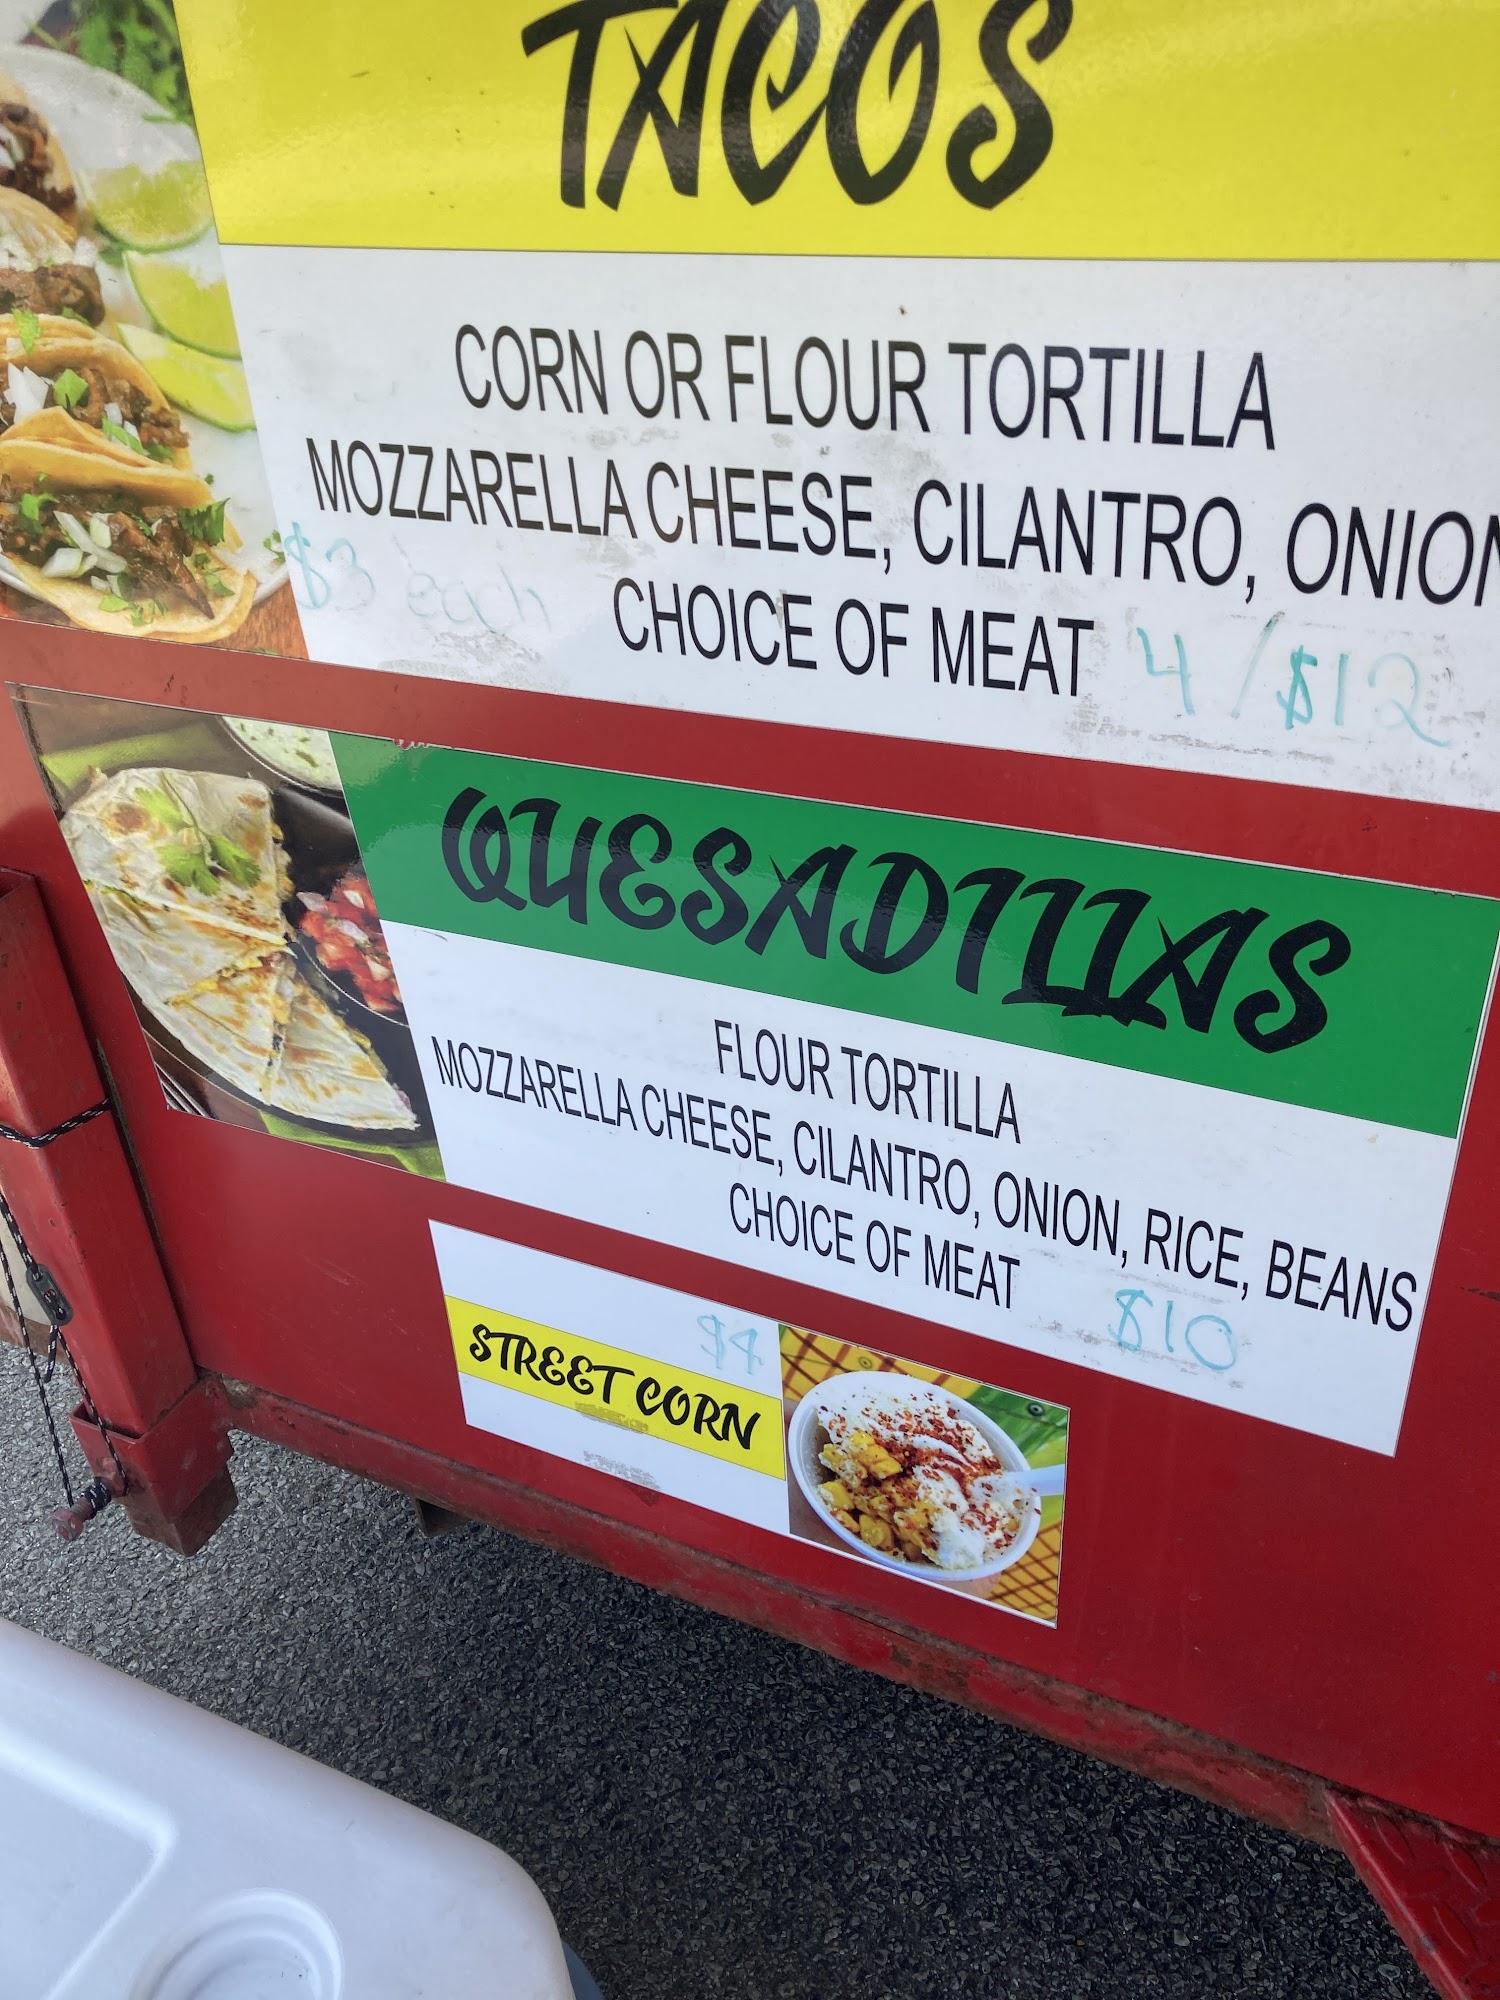 TACOS
CORN OR FLOUR TORTILLA
MOZZARELLA CHEESE, CILANTRO, ONION
$3 each
CHOICE OF MEAT 4/$12
QUESADILLAS
FLOUR TORTILLA
MOZZARELLA CHEESE, CILANTRO, ONION, RICE, BEANS
CHOICE OF MEAT $10
$4
STREET CORN